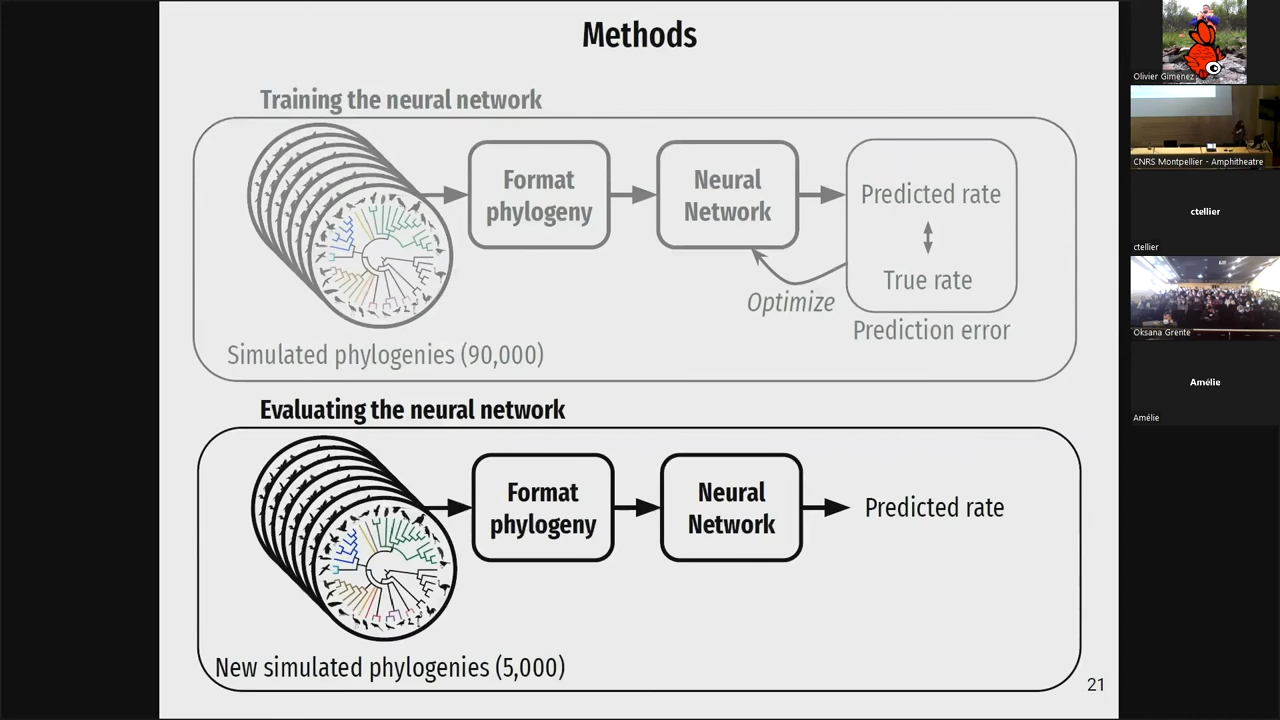 Methods
Training the neural network
Format
phylogeny
Neural
Network
Predicted rate
True rate
Optimize
Prediction error
Simulated phylogenies (90,000)
Evaluating the neural network
Format
phylogeny
Neural
Network
Predicted rate
New simulated phylogenies (5,000)
21
Olivier Gimenez
CNRS Montpellier - Amphitheatre
ctellier
ctellier
Oksana Grente
Amélie
Amélie